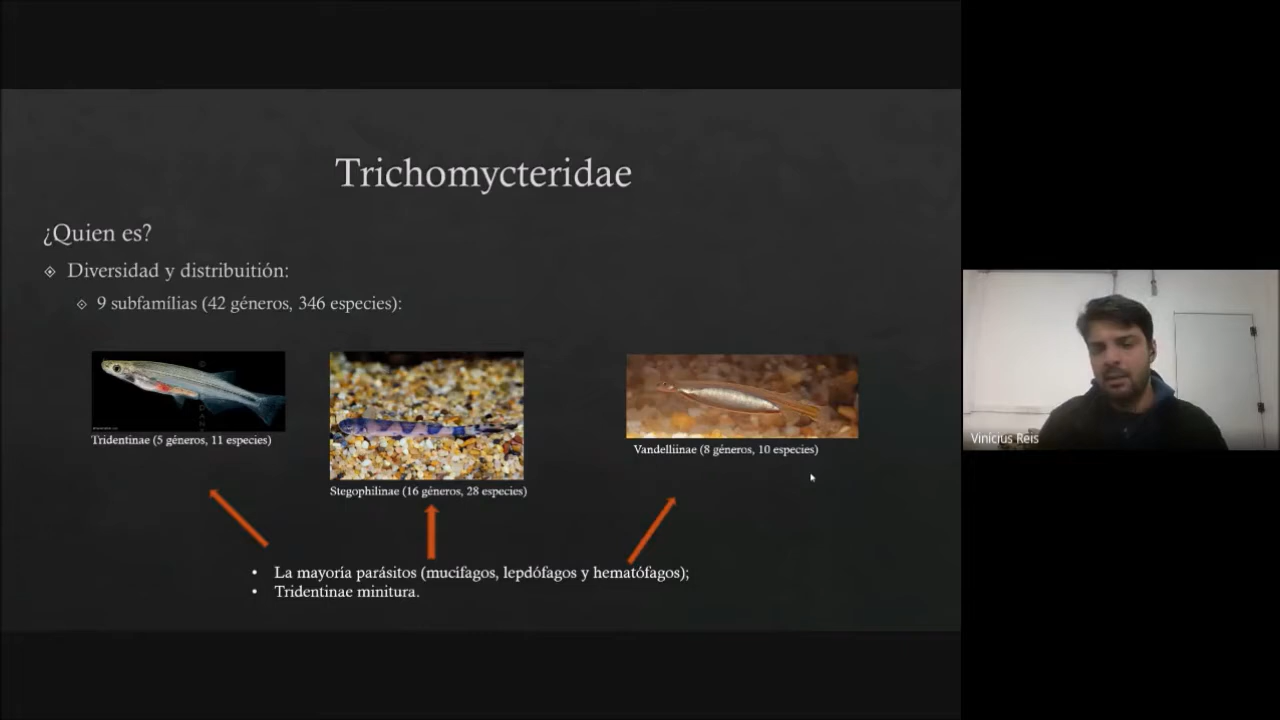 Trichomycteridae
¿Quien es?
Diversidad y distribuitión:
9 subfamílias (42 géneros, 346 especies):
Tridentinae (5 géneros, 11 especies)
Stegophilinae (16 géneros, 28 especies)
Vandelliinae (8 géneros, 10 especies)
• La mayoría parásitos (mucífagos, lepdófagos y hematófagos);
• Tridentinae minitura.
Vinícius Reis